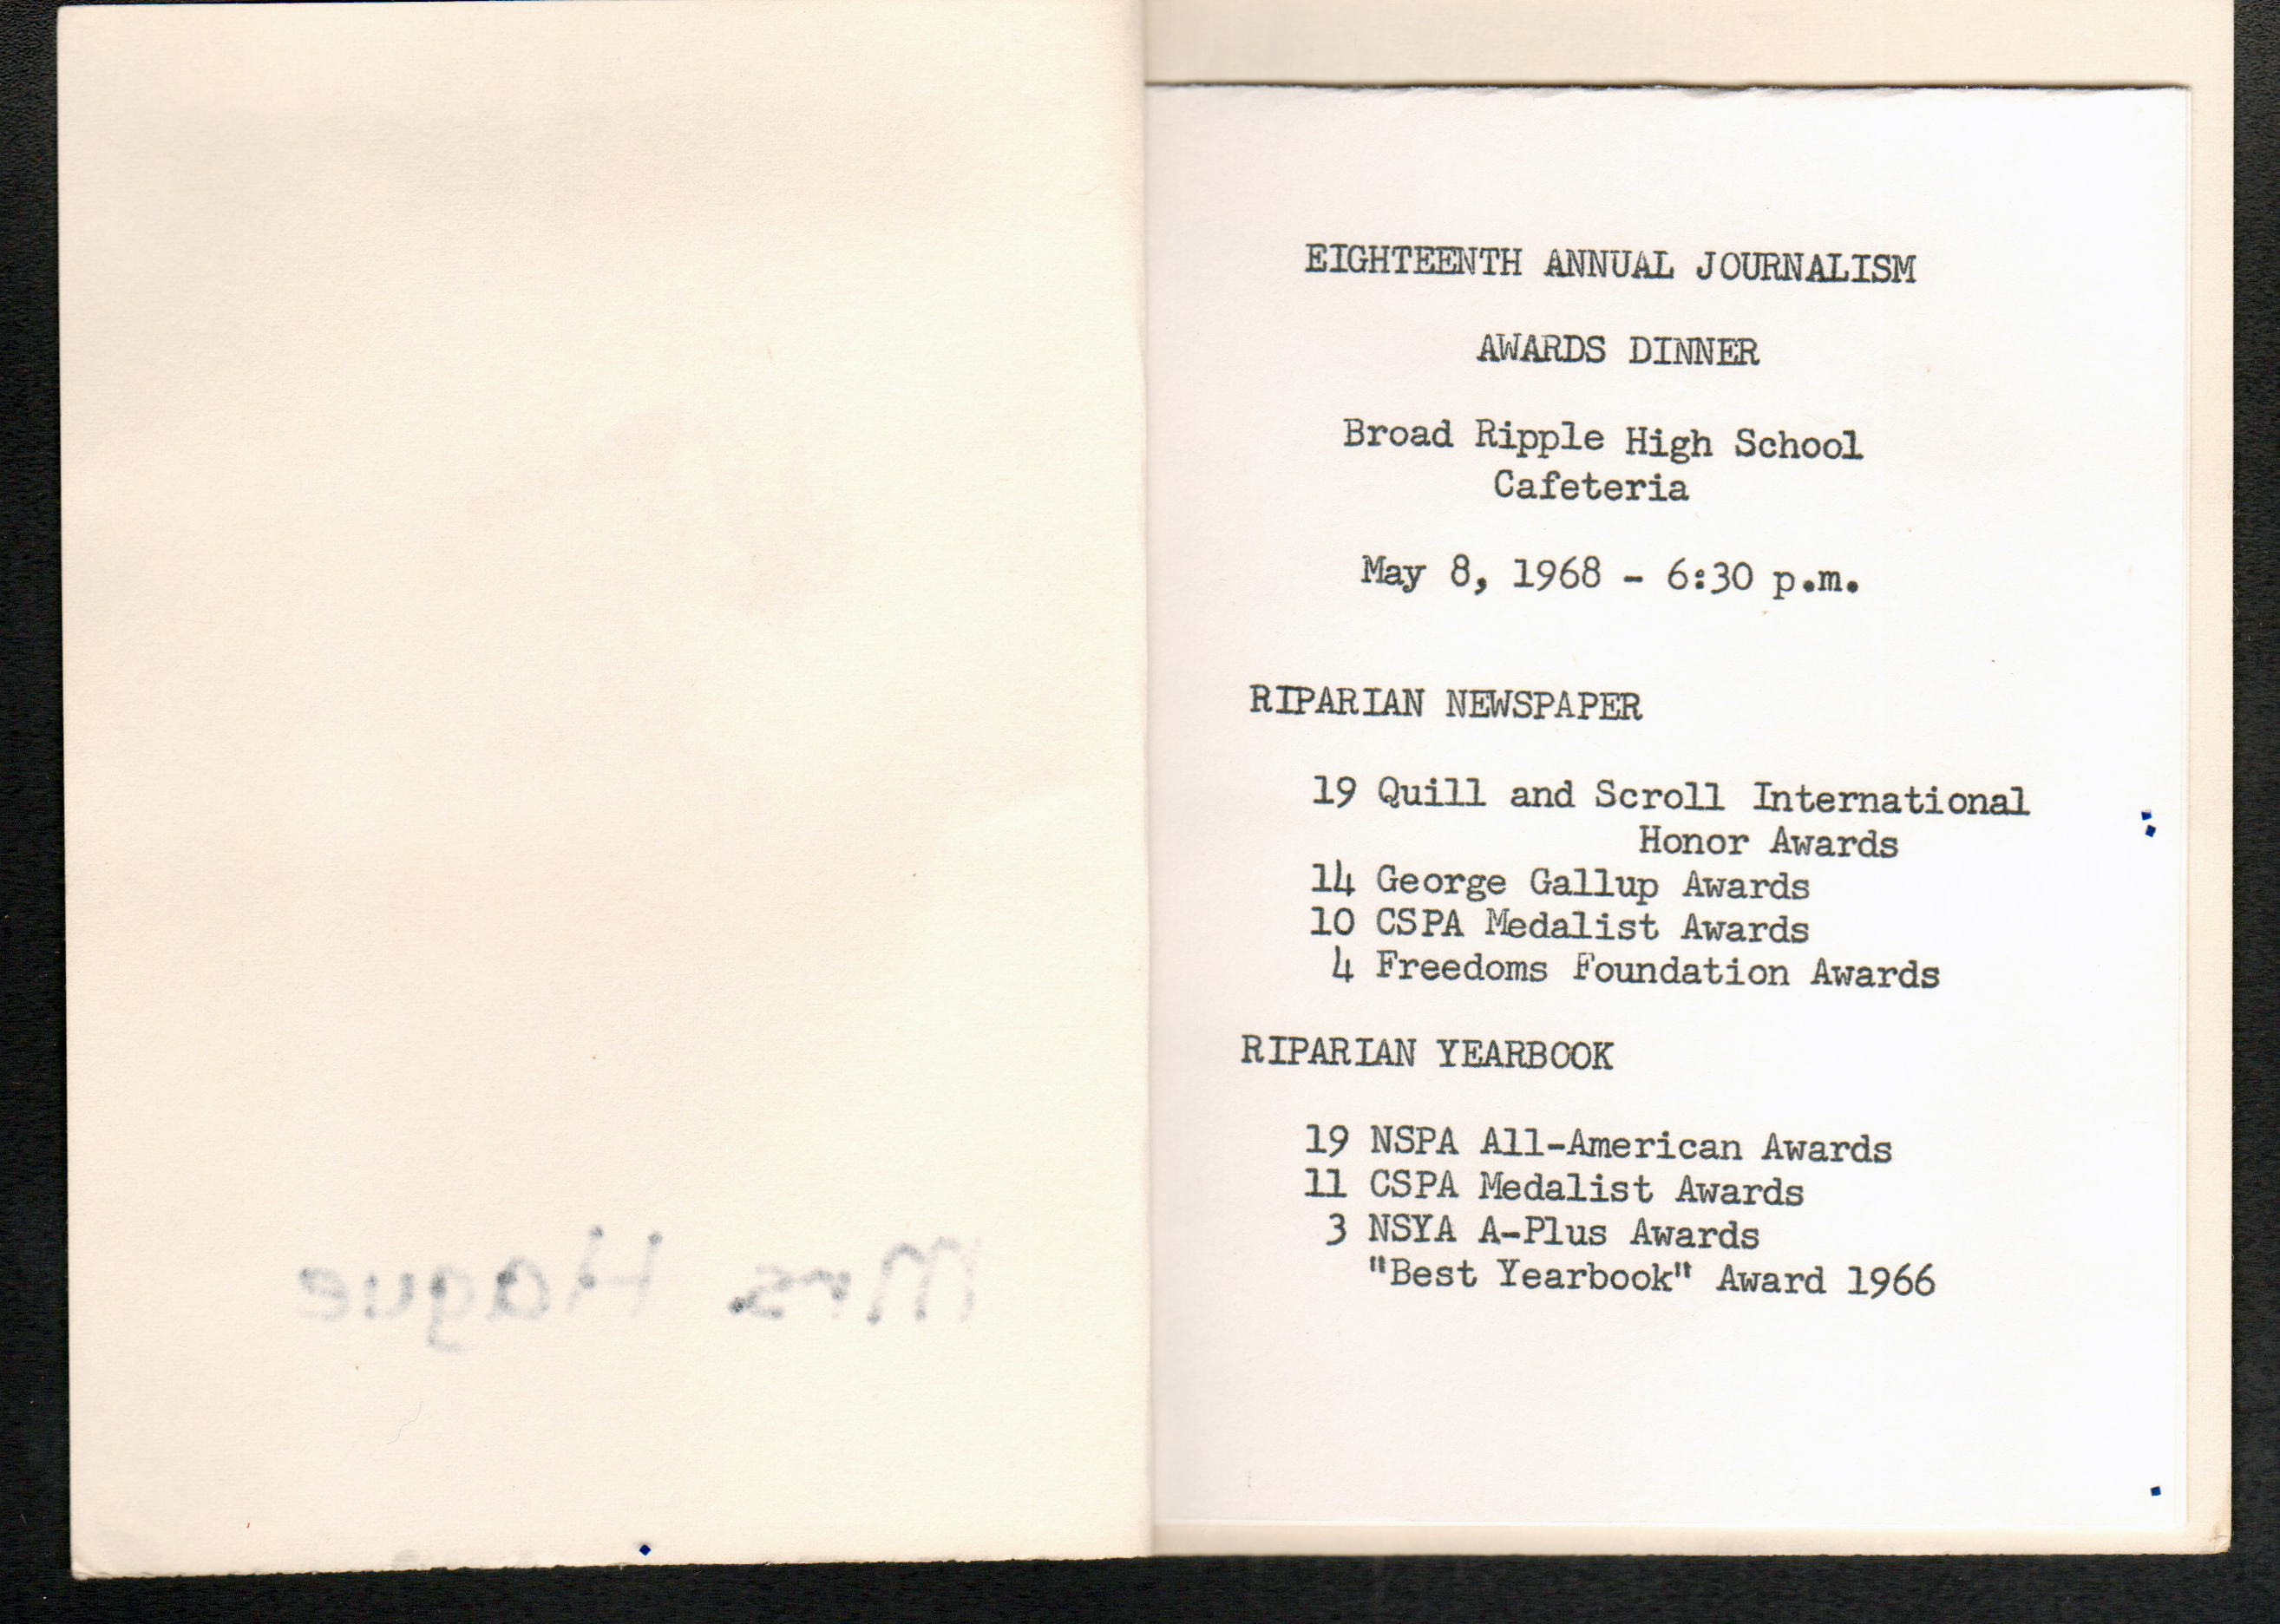 Mrs. Hague
EIGHTEENTH ANNUAL JOURNALISM
AWARDS DINNER
Broad Ripple High School
Cafeteria
May 8, 1968 - 6:30 p.m.
RIPARIAN NEWSPAPER
19 Quill and Scroll International
Honor Awards
14 George Gallup Awards
10 CSPA Medalist Awards
4 Freedoms Foundation Awards
RIPARIAN YEARBOOK
19 NSPA All-American Awards
11 CSPA Medalist Awards
3 NSYA A-Plus Awards
"Best Yearbook" Award 1966